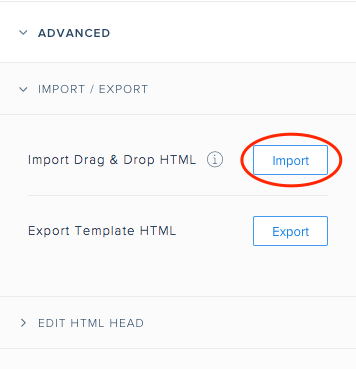 ADVANCED
IMPORT / EXPORT
Import Drag & Drop HTML i Import
Export Template HTML Export
EDIT HTML HEAD